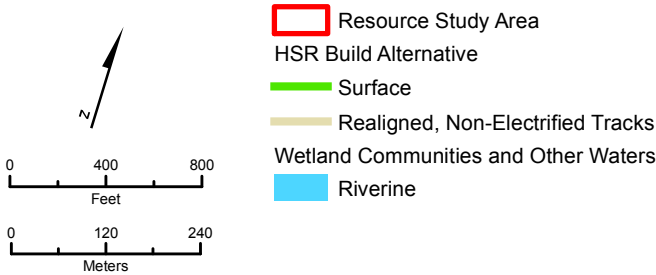 N
0 400 800
Feet
0 120 240
Meters
Resource Study Area
HSR Build Alternative
Surface
Realigned, Non-Electrified Tracks
Wetland Communities and Other Waters
Riverine